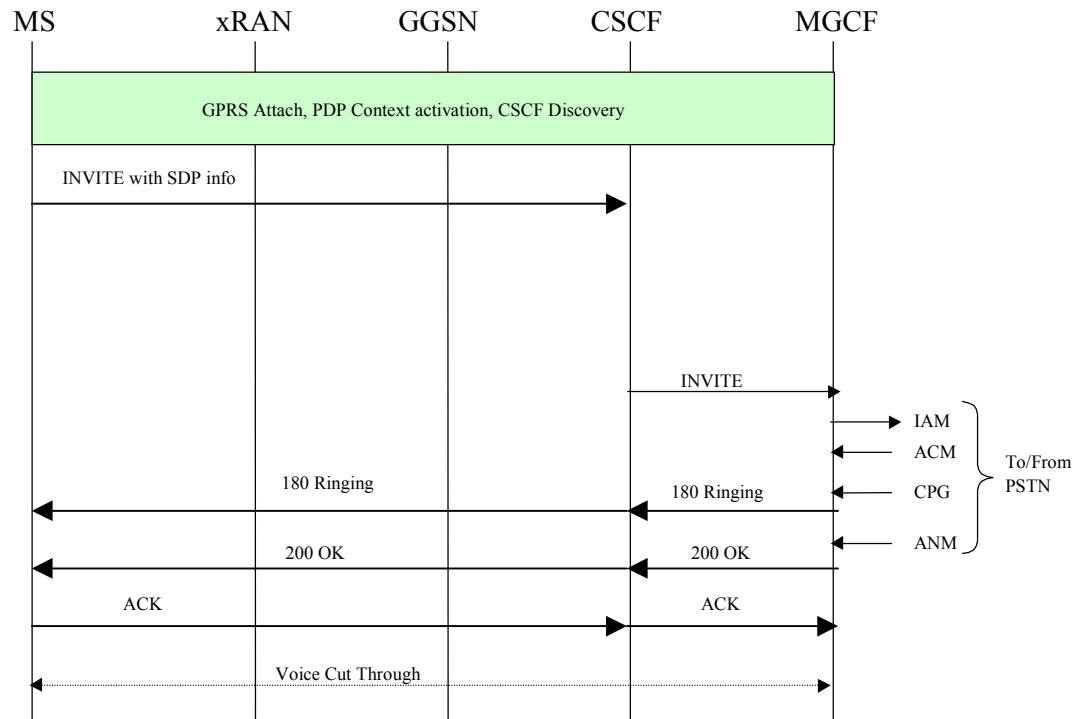 MS xRAN GGSN CSCF MGCF
GPRS Attach, PDP Context activation, CSCF Discovery
INVITE with SDP info
INVITE
IAM
ACM
To/From
PSTN
CPG
180 Ringing 180 Ringing
ANM
200 OK 200 OK
ACK ACK
Voice Cut Through